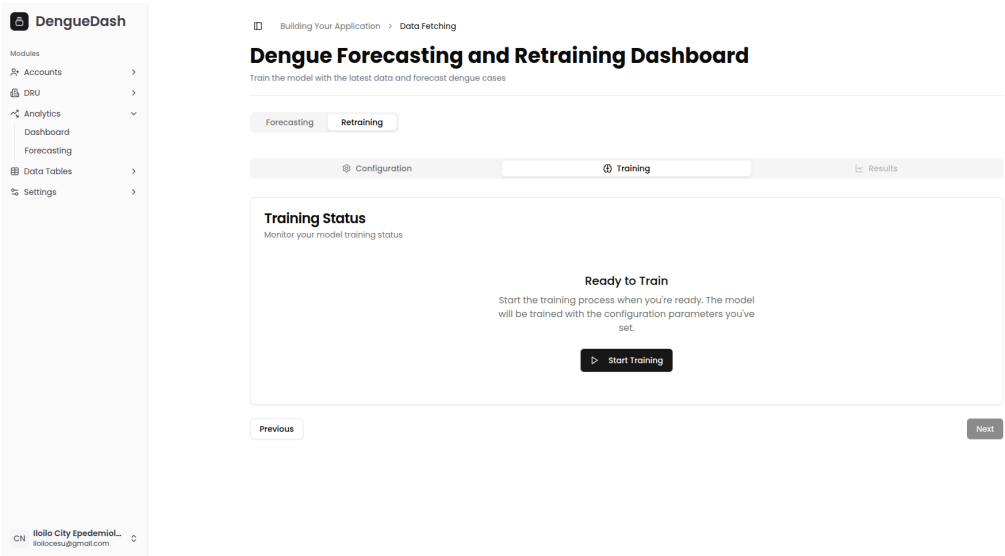 DengueDash
Modules
Accounts
DRU
Analytics
Dashboard
Forecasting
Data Tables
Settings
CN
Iloilo City Epedemiol...
iloilocesu@gmail.com
Building Your Application > Data Fetching
Dengue Forecasting and Retraining Dashboard
Train the model with the latest data and forecast dengue cases
Forecasting Retraining
Configuration Training Results
Training Status
Monitor your model training status
Ready to Train
Start the training process when you're ready. The model
will be trained with the configuration parameters you've
set.
Start Training
Previous Next